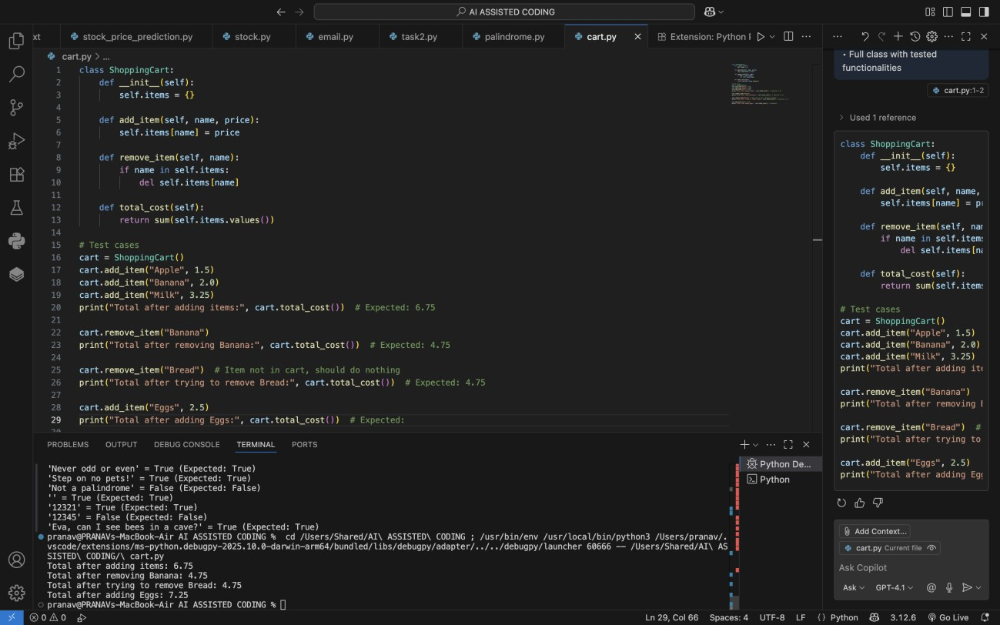 AI ASSISTED CODING
xt
stock_price_prediction.py
stock.py
email.py
task2.py
palindrome.py
cart.py
Extension: Python
cart.py > ...
1 class ShoppingCart:
2     def __init__(self):
3         self.items = {}
4
5     def add_item(self, name, price):
6         self.items[name] = price
7
8     def remove_item(self, name):
9         if name in self.items:
10             del self.items[name]
11
12     def total_cost(self):
13         return sum(self.items.values())
14
15 # Test cases
16 cart = ShoppingCart()
17 cart.add_item("Apple", 1.5)
18 cart.add_item("Banana", 2.0)
19 cart.add_item("Milk", 3.25)
20 print("Total after adding items:", cart.total_cost())  # Expected: 6.75
21
22 cart.remove_item("Banana")
23 print("Total after removing Banana:", cart.total_cost())  # Expected: 4.75
24
25 cart.remove_item("Bread")  # Item not in cart, should do nothing
26 print("Total after trying to remove Bread:", cart.total_cost())  # Expected: 4.75
27
28 cart.add_item("Eggs", 2.5)
29 print("Total after adding Eggs:", cart.total_cost())  # Expected:
PROBLEMS OUTPUT DEBUG CONSOLE TERMINAL PORTS
'Never odd or even' = True (Expected: True)
'Step on no pets!' = True (Expected: True)
'Not a palindrome' = False (Expected: False)
'' = True (Expected: True)
'12321' = True (Expected: True)
'12345' = False (Expected: False)
'Eva, can I see bees in a cave?' = True (Expected: True)
pranav@PRANAVs-MacBook-Air AI ASSISTED CODING %  cd /Users/Shared/AI\ ASSISTED\ CODING ; /usr/bin/env /usr/local/bin/python3 /Users/pranav/.
vscode/extensions/ms-python.debugpy-2025.10.0-darwin-arm64/bundled/libs/debugpy/adapter/../../debugpy/launcher 60666 -- /Users/Shared/AI\ AS
SISTED\ CODING/\ cart.py
Total after adding items: 6.75
Total after removing Banana: 4.75
Total after trying to remove Bread: 4.75
Total after adding Eggs: 7.25
pranav@PRANAVs-MacBook-Air AI ASSISTED CODING %
Python De...
Python
• Full class with tested
functionalities
cart.py:1-2
> Used 1 reference
class ShoppingCart:
    def __init__(self):
        self.items = {}
    def add_item(self, name,
        self.items[name] = p
    def remove_item(self, na
        if name in self.items
            del self.items[na
    def total_cost(self):
        return sum(self.items
# Test cases
cart = ShoppingCart()
cart.add_item("Apple", 1.5)
cart.add_item("Banana", 2.0)
cart.add_item("Milk", 3.25)
print("Total after adding ite
cart.remove_item("Banana")
print("Total after removing B
cart.remove_item("Bread")  #
print("Total after trying to
cart.add_item("Eggs", 2.5)
print("Total after adding Egg
Add Context...
cart.py Current file
Ask Copilot
Ask GPT-4.1
0 0
Ln 29, Col 66 Spaces: 4 UTF-8 LF {} Python 3.12.6 Go Live